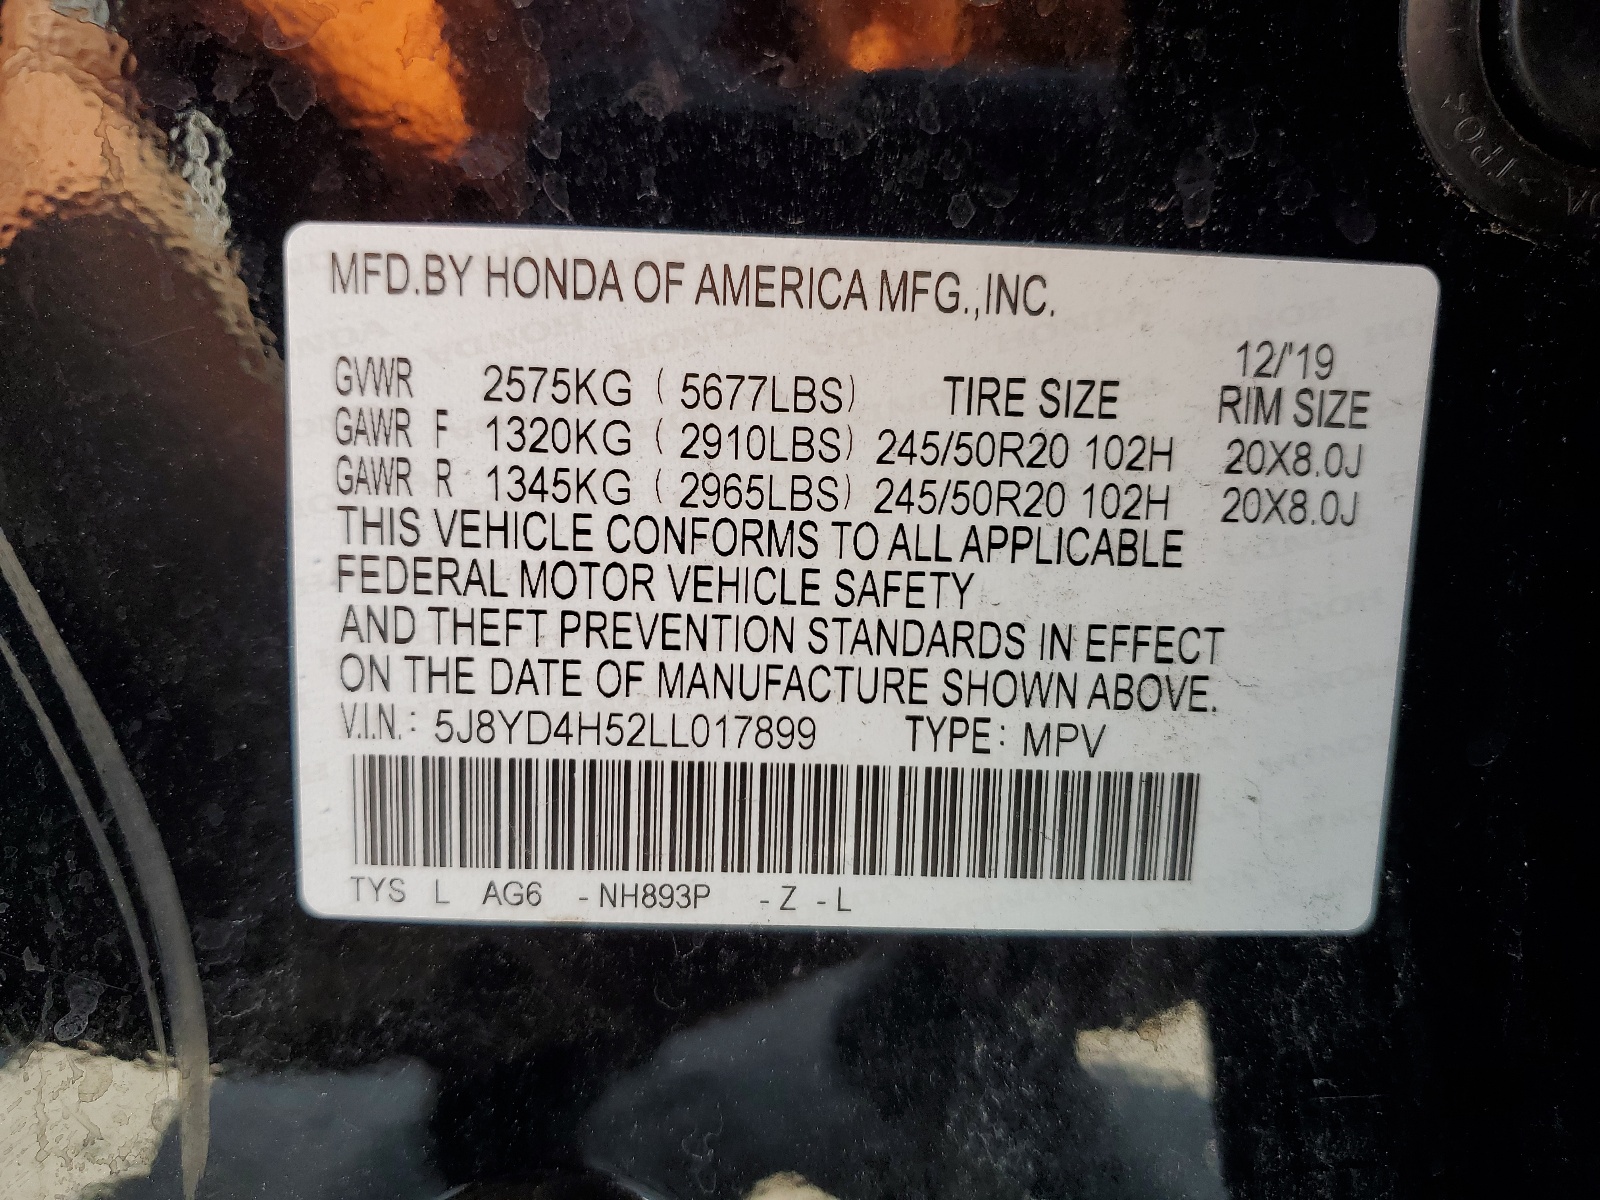 MFD.BY HONDA OF AMERICA MFG.,INC.
12/'19
GVWR 2575KG ( 5677LBS) TIRE SIZE RIM SIZE
GAWR F 1320KG ( 2910LBS) 245/50R20 102H 20X8.0J
GAWR R 1345KG ( 2965LBS) 245/50R20 102H 20X8.0J
THIS VEHICLE CONFORMS TO ALL APPLICABLE
FEDERAL MOTOR VEHICLE SAFETY
AND THEFT PREVENTION STANDARDS IN EFFECT
ON THE DATE OF MANUFACTURE SHOWN ABOVE.
V.I.N.: 5J8YD4H52LL017899 TYPE: MPV
TYS L AG6 -NH893P -Z -L